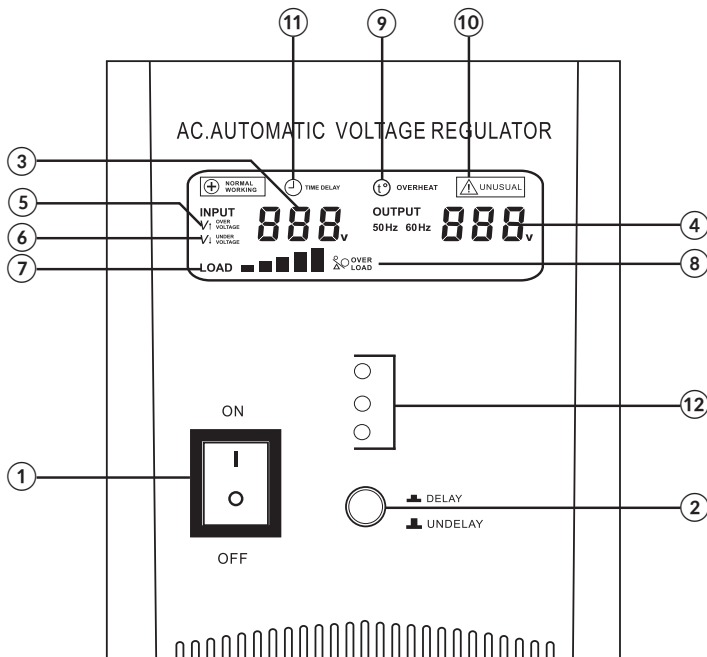 11
9
10
AC.AUTOMATIC VOLTAGE REGULATOR
3
NORMAL WORKING
TIME DELAY
t° OVERHEAT
UNUSUAL
5
INPUT
V↑ OVER VOLTAGE
888v
OUTPUT
50Hz 60Hz
888v
4
6
V↓ UNDER VOLTAGE
7
LOAD
OVER LOAD
8
12
ON
1
I
O
OFF
DELAY
2
UNDELAY